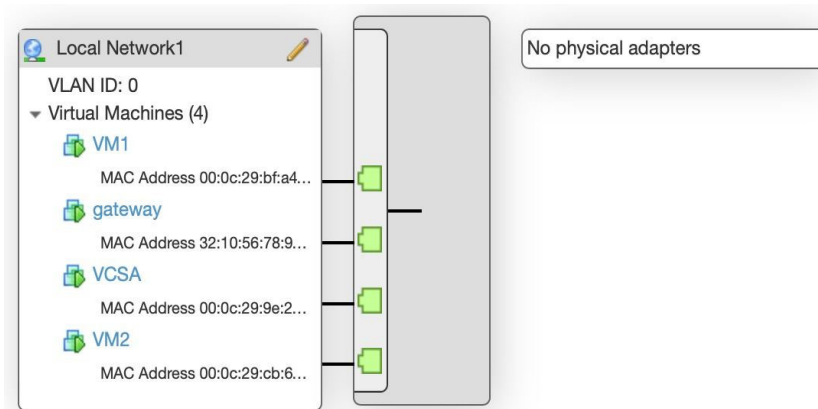 Local Network1
VLAN ID: 0
Virtual Machines (4)
VM1
MAC Address 00:0c:29:bf:a4...
gateway
MAC Address 32:10:56:78:9...
VCSA
MAC Address 00:0c:29:9e:2...
VM2
MAC Address 00:0c:29:cb:6...
No physical adapters